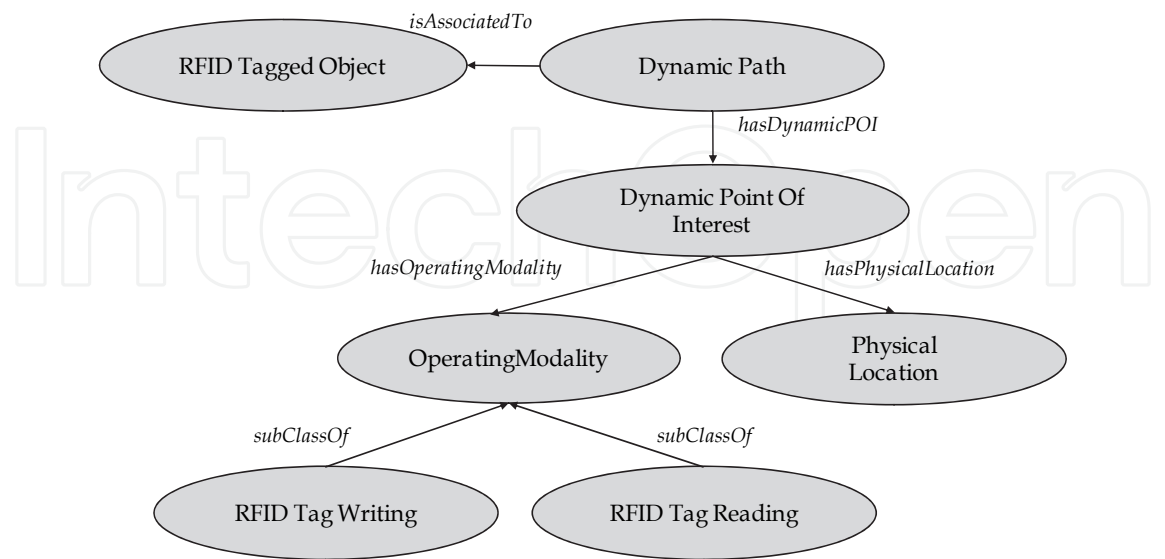 isAssociatedTo
RFID Tagged Object
Dynamic Path
hasDynamicPOI
Dynamic Point Of
Interest
hasOperatingModality
hasPhysicalLocation
OperatingModality
Physical
Location
subClassOf
subClassOf
RFID Tag Writing
RFID Tag Reading
IntechOpen